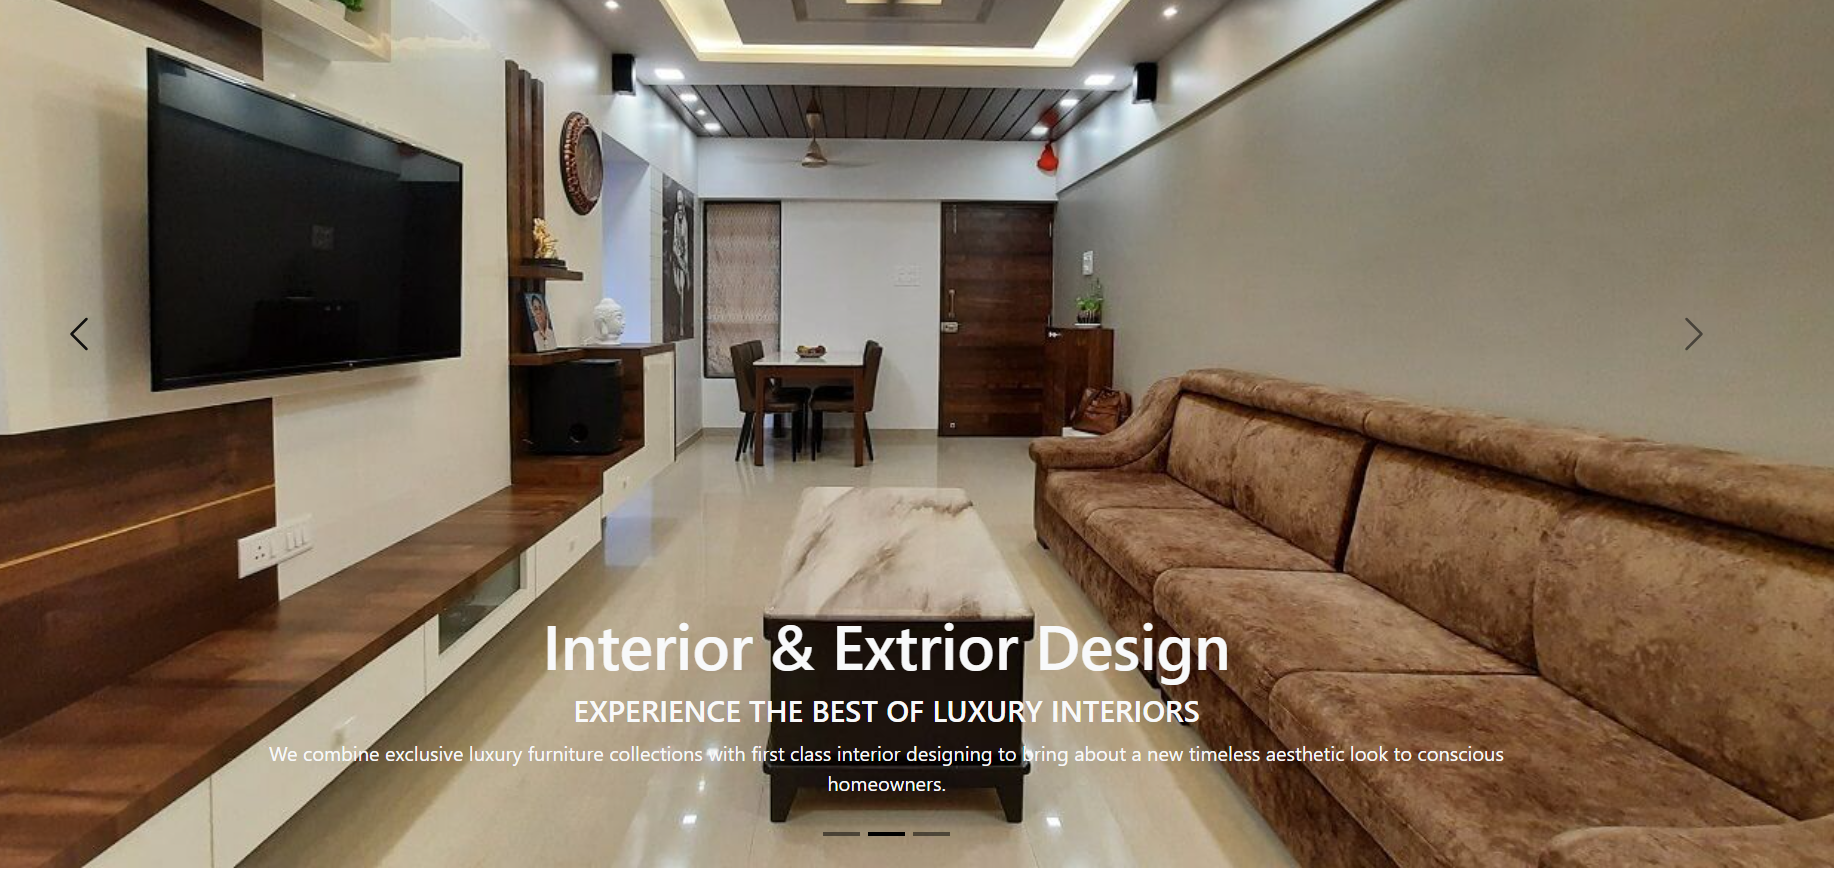 Interior & Extrior Design
EXPERIENCE THE BEST OF LUXURY INTERIORS
We combine exclusive luxury furniture collections with first class interior designing to bring about a new timeless aesthetic look to conscious
homeowners.